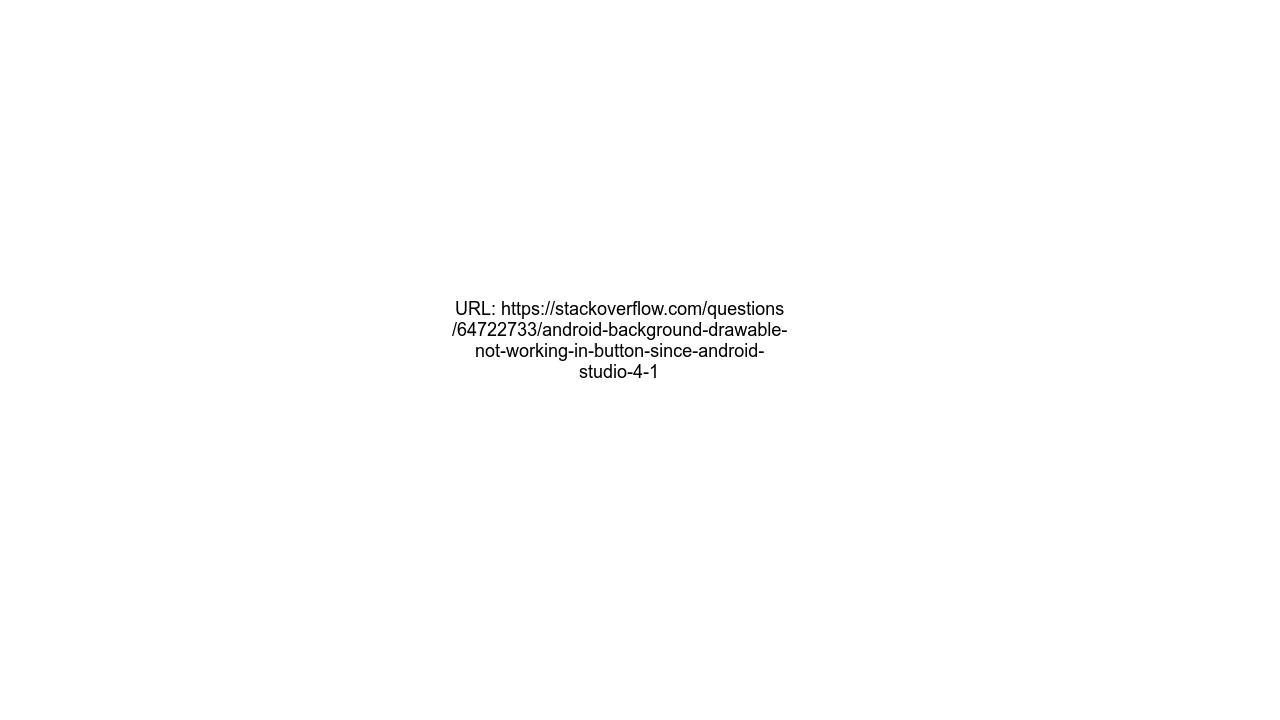 URL: https://stackoverflow.com/questions
/64722733/android-background-drawable-
not-working-in-button-since-android-
studio-4-1